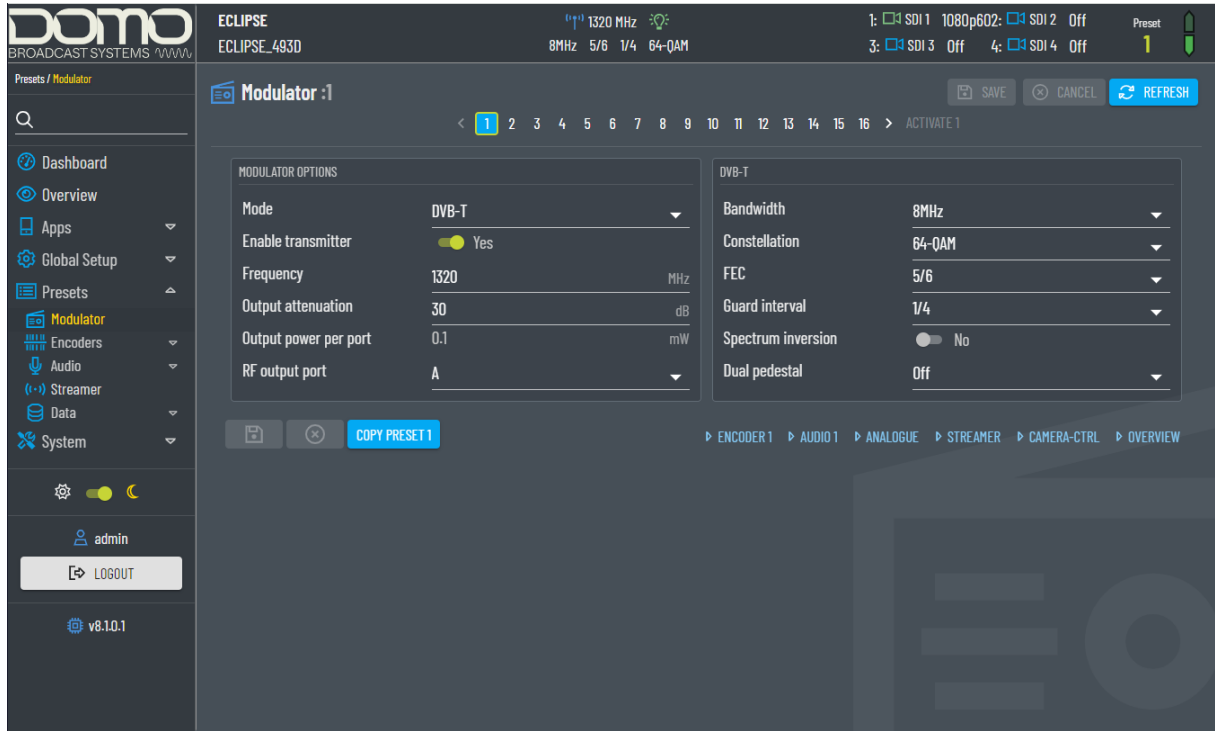 DOMO
BROADCAST SYSTEMS
ECLIPSE
ECLIPSE_493D
1320 MHz
8MHz 5/6 1/4 64-QAM
1: SDI 1 1080p60 2: SDI 2 Off
3: SDI 3 Off 4: SDI 4 Off
Preset
1
Presets / Modulator
Dashboard
Overview
Apps
Global Setup
Presets
Modulator
Encoders
Audio
Streamer
Data
System
admin
LOGOUT
v8.1.0.1
Modulator :1
SAVE CANCEL REFRESH
< 1 2 3 4 5 6 7 8 9 10 11 12 13 14 15 16 > ACTIVATE 1
MODULATOR OPTIONS
Mode DVB-T
Enable transmitter Yes
Frequency 1320 MHz
Output attenuation 30 dB
Output power per port 0.1 mW
RF output port A
DVB-T
Bandwidth 8MHz
Constellation 64-QAM
FEC 5/6
Guard interval 1/4
Spectrum inversion No
Dual pedestal Off
COPY PRESET 1
ENCODER 1 AUDIO 1 ANALOGUE STREAMER CAMERA-CTRL OVERVIEW